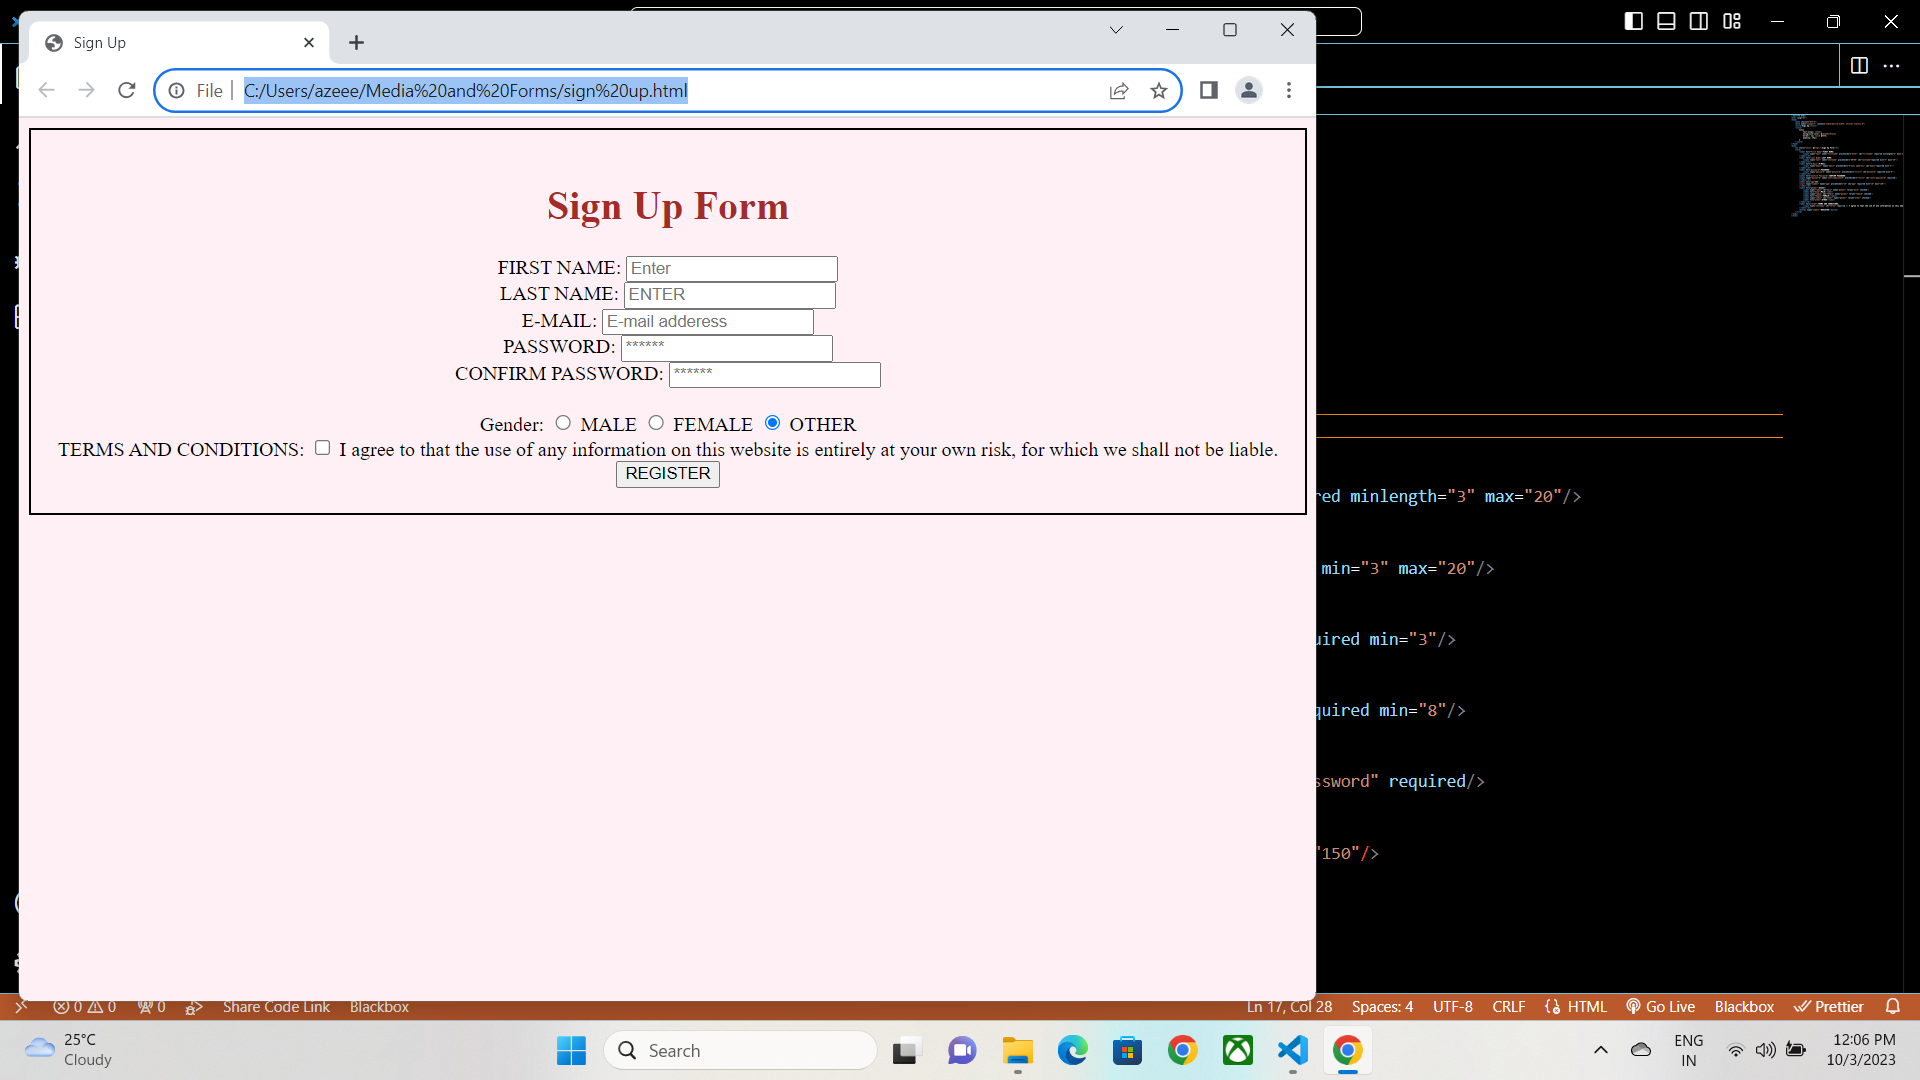 Sign Up
File
C:/Users/azeee/Media%20and%20Forms/sign%20up.html
Sign Up Form
FIRST NAME: Enter
LAST NAME: ENTER
E-MAIL: E-mail adderess
PASSWORD: ******
CONFIRM PASSWORD: ******
Gender: MALE FEMALE OTHER
TERMS AND CONDITIONS: I agree to that the use of any information on this website is entirely at your own risk, for which we shall not be liable.
REGISTER
red minlength="3" max="20"/>
min="3" max="20"/>
uired min="3"/>
quired min="8"/>
ssword" required/>
"150"/>
0 0 0 Share Code Link Blackbox Ln 17, Col 28 Spaces: 4 UTF-8 CRLF HTML Go Live Blackbox Prettier
25°C
Cloudy
Search
ENG
IN
12:06 PM
10/3/2023